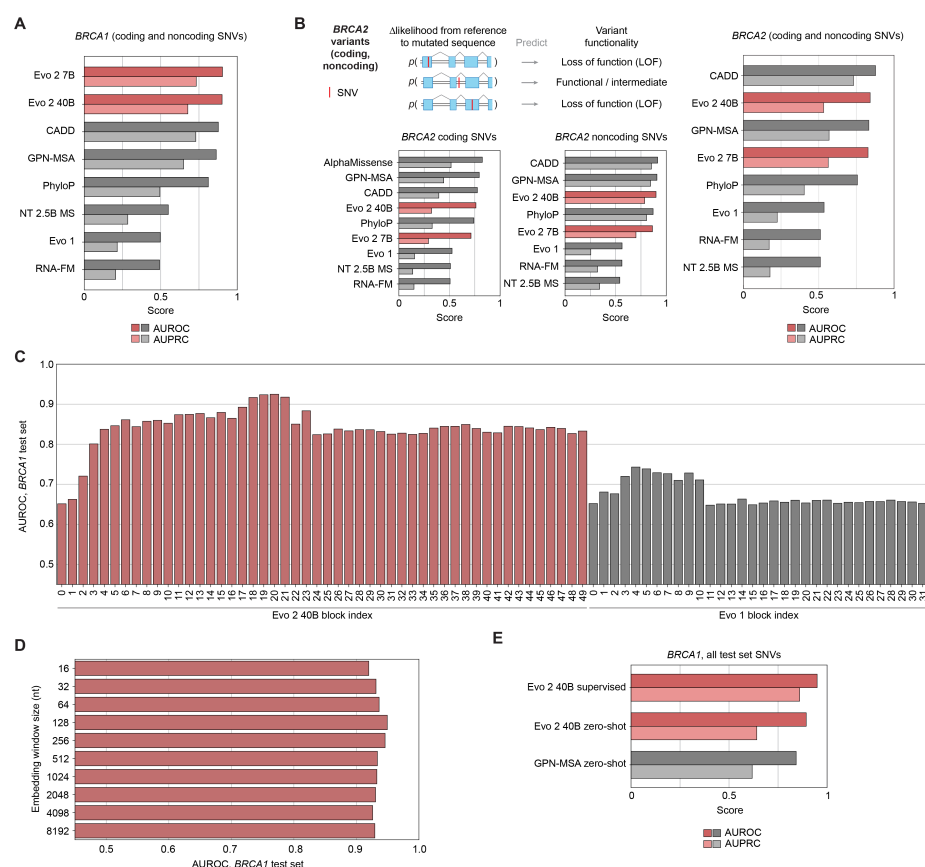 A
BRCA1 (coding and noncoding SNVs)
Evo 2 7B
Evo 2 40B
CADD
GPN-MSA
PhyloP
NT 2.5B MS
Evo 1
RNA-FM
0 0.5 1
Score
AUROC
AUPRC
B
BRCA2
variants
(coding,
noncoding)
SNV
Δlikelihood from reference
to mutated sequence
Predict
Variant
functionality
p( ) Loss of function (LOF)
p( ) Functional / intermediate
p( ) Loss of function (LOF)
BRCA2 coding SNVs
AlphaMissense
GPN-MSA
CADD
Evo 2 40B
PhyloP
Evo 2 7B
Evo 1
NT 2.5B MS
RNA-FM
0 0.5 1
Score
BRCA2 noncoding SNVs
CADD
GPN-MSA
Evo 2 40B
PhyloP
Evo 2 7B
Evo 1
RNA-FM
NT 2.5B MS
0 0.5 1
Score
BRCA2 (coding and noncoding SNVs)
CADD
Evo 2 40B
GPN-MSA
Evo 2 7B
PhyloP
Evo 1
RNA-FM
NT 2.5B MS
0 0.5 1
Score
AUROC
AUPRC
C
AUROC, BRCA1 test set
1.0
0.9
0.8
0.7
0.6
0.5
0 1 2 3 4 5 6 7 8 9 10 11 12 13 14 15 16 17 18 19 20 21 22 23 24 25 26 27 28 29 30 31 32 33 34 35 36 37 38 39 40 41 42 43 44 45 46 47 48 49
Evo 2 40B block index
0 1 2 3 4 5 6 7 8 9 10 11 12 13 14 15 16 17 18 19 20 21 22 23 24 25 26 27 28 29 30 31
Evo 1 block index
D
Embedding window size (nt)
16
32
64
128
256
512
1024
2048
4098
8192
0.5 0.6 0.7 0.8 0.9 1.0
AUROC, BRCA1 test set
E
BRCA1, all test set SNVs
Evo 2 40B supervised
Evo 2 40B zero-shot
GPN-MSA zero-shot
0 0.5 1
Score
AUROC
AUPRC